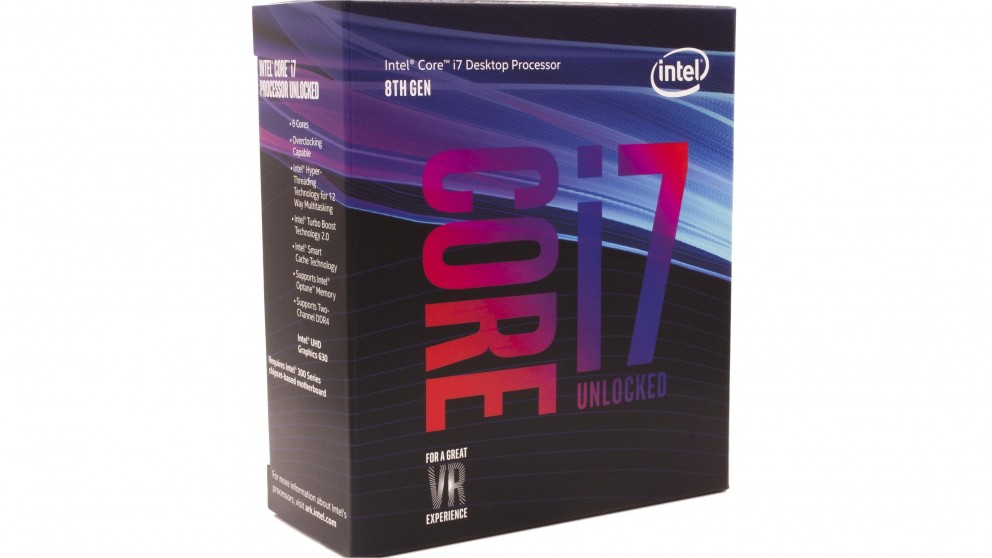 INTEL® CORE™ i7
PROCESSOR UNLOCKED
• 6 Cores
• Overclocking
Capable
• Intel® Hyper-
Threading
Technology for 12
Way Multitasking
• Intel® Turbo Boost
Technology 2.0
• Intel® Smart
Cache Technology
• Supports Intel®
Optane™ Memory
• Supports Two-
Channel DDR4
Intel® UHD
Graphics 630
Requires Intel® 300 Series
chipset-based motherboard
For more information about Intel's
processors, visit ark.intel.com
Intel® Core™ i7 Desktop Processor
8TH GEN
intel®
CORE
i7
UNLOCKED
FOR A GREAT
VR
EXPERIENCE